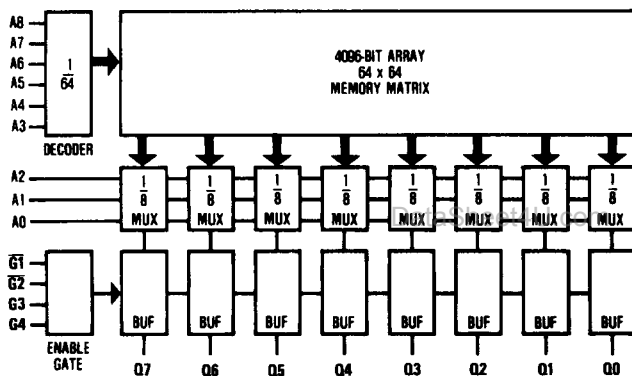 A8
A7
A6
A5
A4
A3
1
64
DECODER
4096-BIT ARRAY
64 x 64
MEMORY MATRIX
A2
A1
A0
1 1 1 1 1 1 1 1
8 8 8 8 8 8 8 8
MUX MUX MUX MUX MUX MUX MUX MUX
DataSheet4U.com
G1
G2
G3
G4
ENABLE
GATE
BUF BUF BUF BUF BUF BUF BUF BUF
Q7 Q6 Q5 Q4 Q3 Q2 Q1 Q0